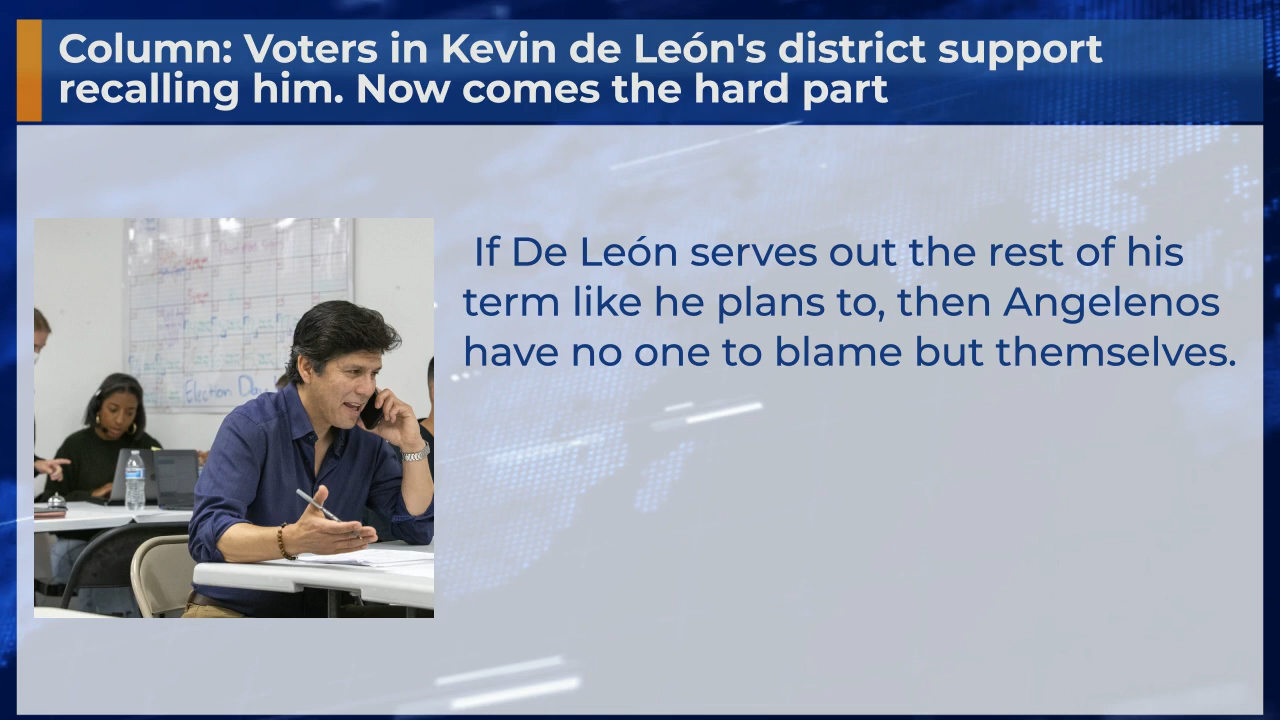 Column: Voters in Kevin de León's district support
recalling him. Now comes the hard part
If De León serves out the rest of his
term like he plans to, then Angelenos
have no one to blame but themselves.
Election Day